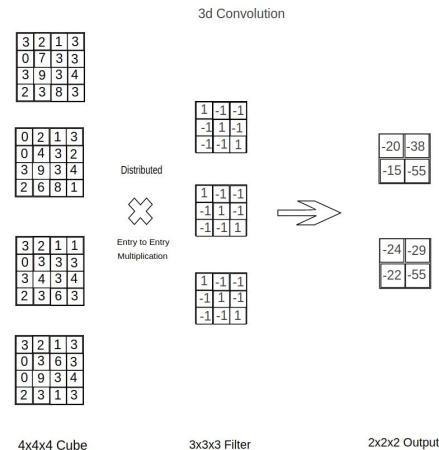 3d Convolution
3 2 1 3
0 7 3 3
3 9 3 4
2 3 8 3
0 2 1 3
0 4 3 2
3 9 3 4
2 6 8 1
3 2 1 1
0 3 3 3
3 4 3 4
2 3 6 3
3 2 1 3
0 3 6 3
0 9 3 4
2 3 1 3
4x4x4 Cube
Distributed
Entry to Entry
Multiplication
1 -1 -1
-1 1 -1
-1 -1 1
1 -1 -1
-1 1 -1
-1 -1 1
1 -1 -1
-1 1 -1
-1 -1 1
3x3x3 Filter
-20 -38
-15 -55
-24 -29
-22 -55
2x2x2 Output